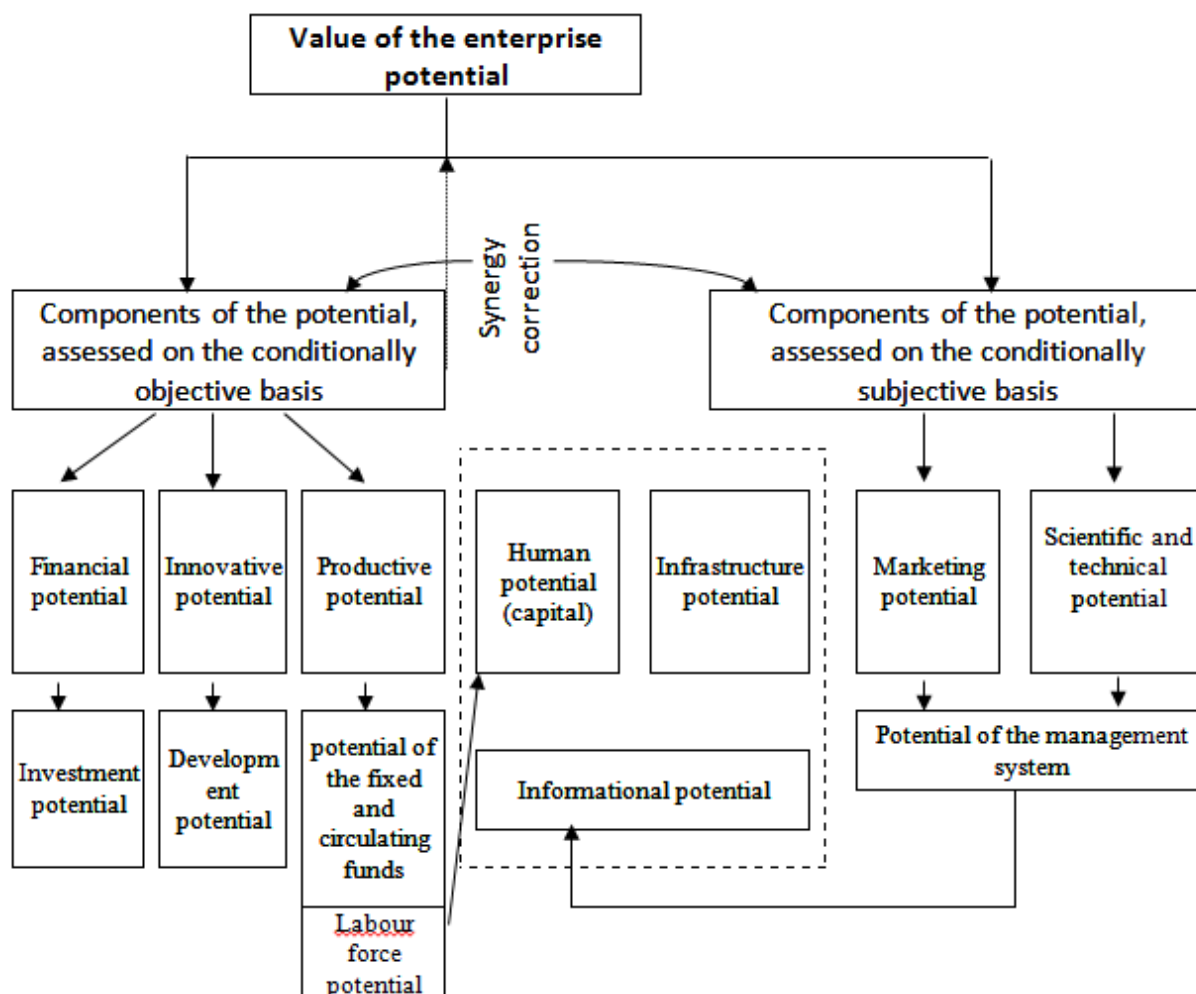 Value of the enterprise
potential
Synergy
correction
Components of the potential,
assessed on the conditionally
objective basis
Components of the potential,
assessed on the conditionally
subjective basis
Financial
potential
Innovative
potential
Productive
potential
Human
potential
(capital)
Infrastructure
potential
Marketing
potential
Scientific and
technical
potential
Investment
potential
Developm
ent
potential
potential of
the fixed
and
circulating
funds
Labour
force
potential
Informational potential
Potential of the management
system